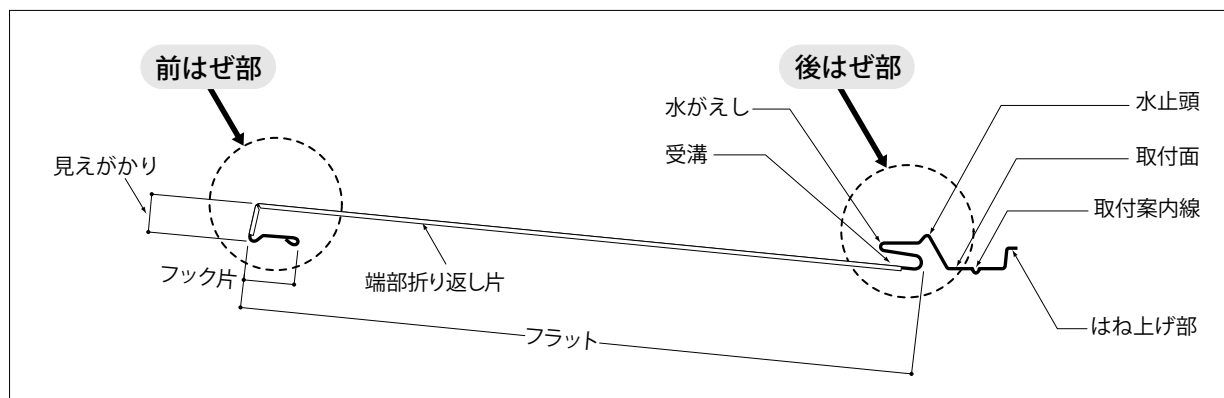 前はぜ部
後はぜ部
水がえし
水止頭
受溝
取付面
見えがかり
取付案内線
フック片
端部折り返し片
はね上げ部
フラット